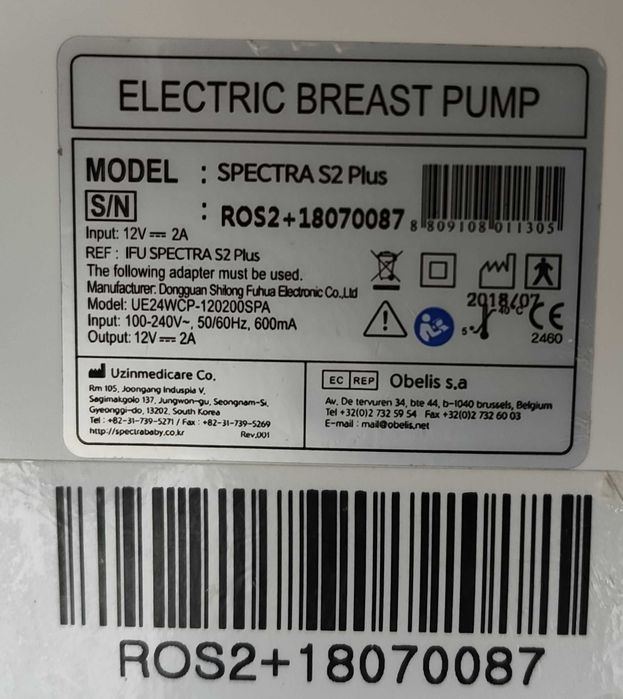 ELECTRIC BREAST PUMP
MODEL : SPECTRA S2 Plus
S/N : ROS2+18070087
8 809108 011305
Input: 12V⎓ 2A
REF : IFU SPECTRA S2 Plus
The following adapter must be used.
Manufacturer: Dongguan Shilong Fuhua Electronic Co.,Ltd
Model: UE24WCP-120200SPA
Input: 100-240V~, 50/60Hz, 600mA
Output: 12V⎓ 2A
2018/07
5° 40°C
CE
2460
Uzinmedicare Co.
Rm 105, Joongang Induspia V,
Sagimakgolo 137, Jungwon-gu, Seongnam-Si,
Gyeonggi-do, 13202, South Korea
Tel : +82-31-739-5271 / Fax : +82-31-739-5269
http://spectrababy.co.kr Rev.001
EC REP Obelis s.a
Av. De tervuren 34, bte 44, b-1040 brussels, Belgium
Tel +32(0)2 732 59 54 Fax +32(0)2 732 60 03
E-mail : mail@obelis.net
ROS2+18070087